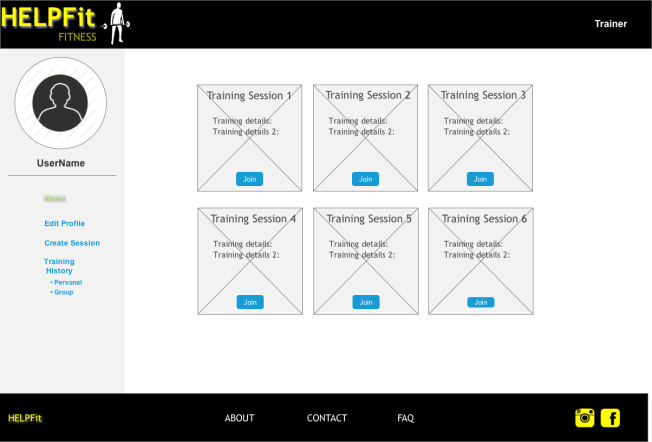 HELPFit
FITNESS
Trainer
UserName
Home
Edit Profile
Create Session
Training
History
• Personal
• Group
Training Session 1
Training details:
Training details 2:
Join
Training Session 2
Training details:
Training details 2:
Join
Training Session 3
Training details:
Training details 2:
Join
Training Session 4
Training details:
Training details 2:
Join
Training Session 5
Training details:
Training details 2:
Join
Training Session 6
Training details:
Training details 2:
Join
HELPFit
ABOUT
CONTACT
FAQ